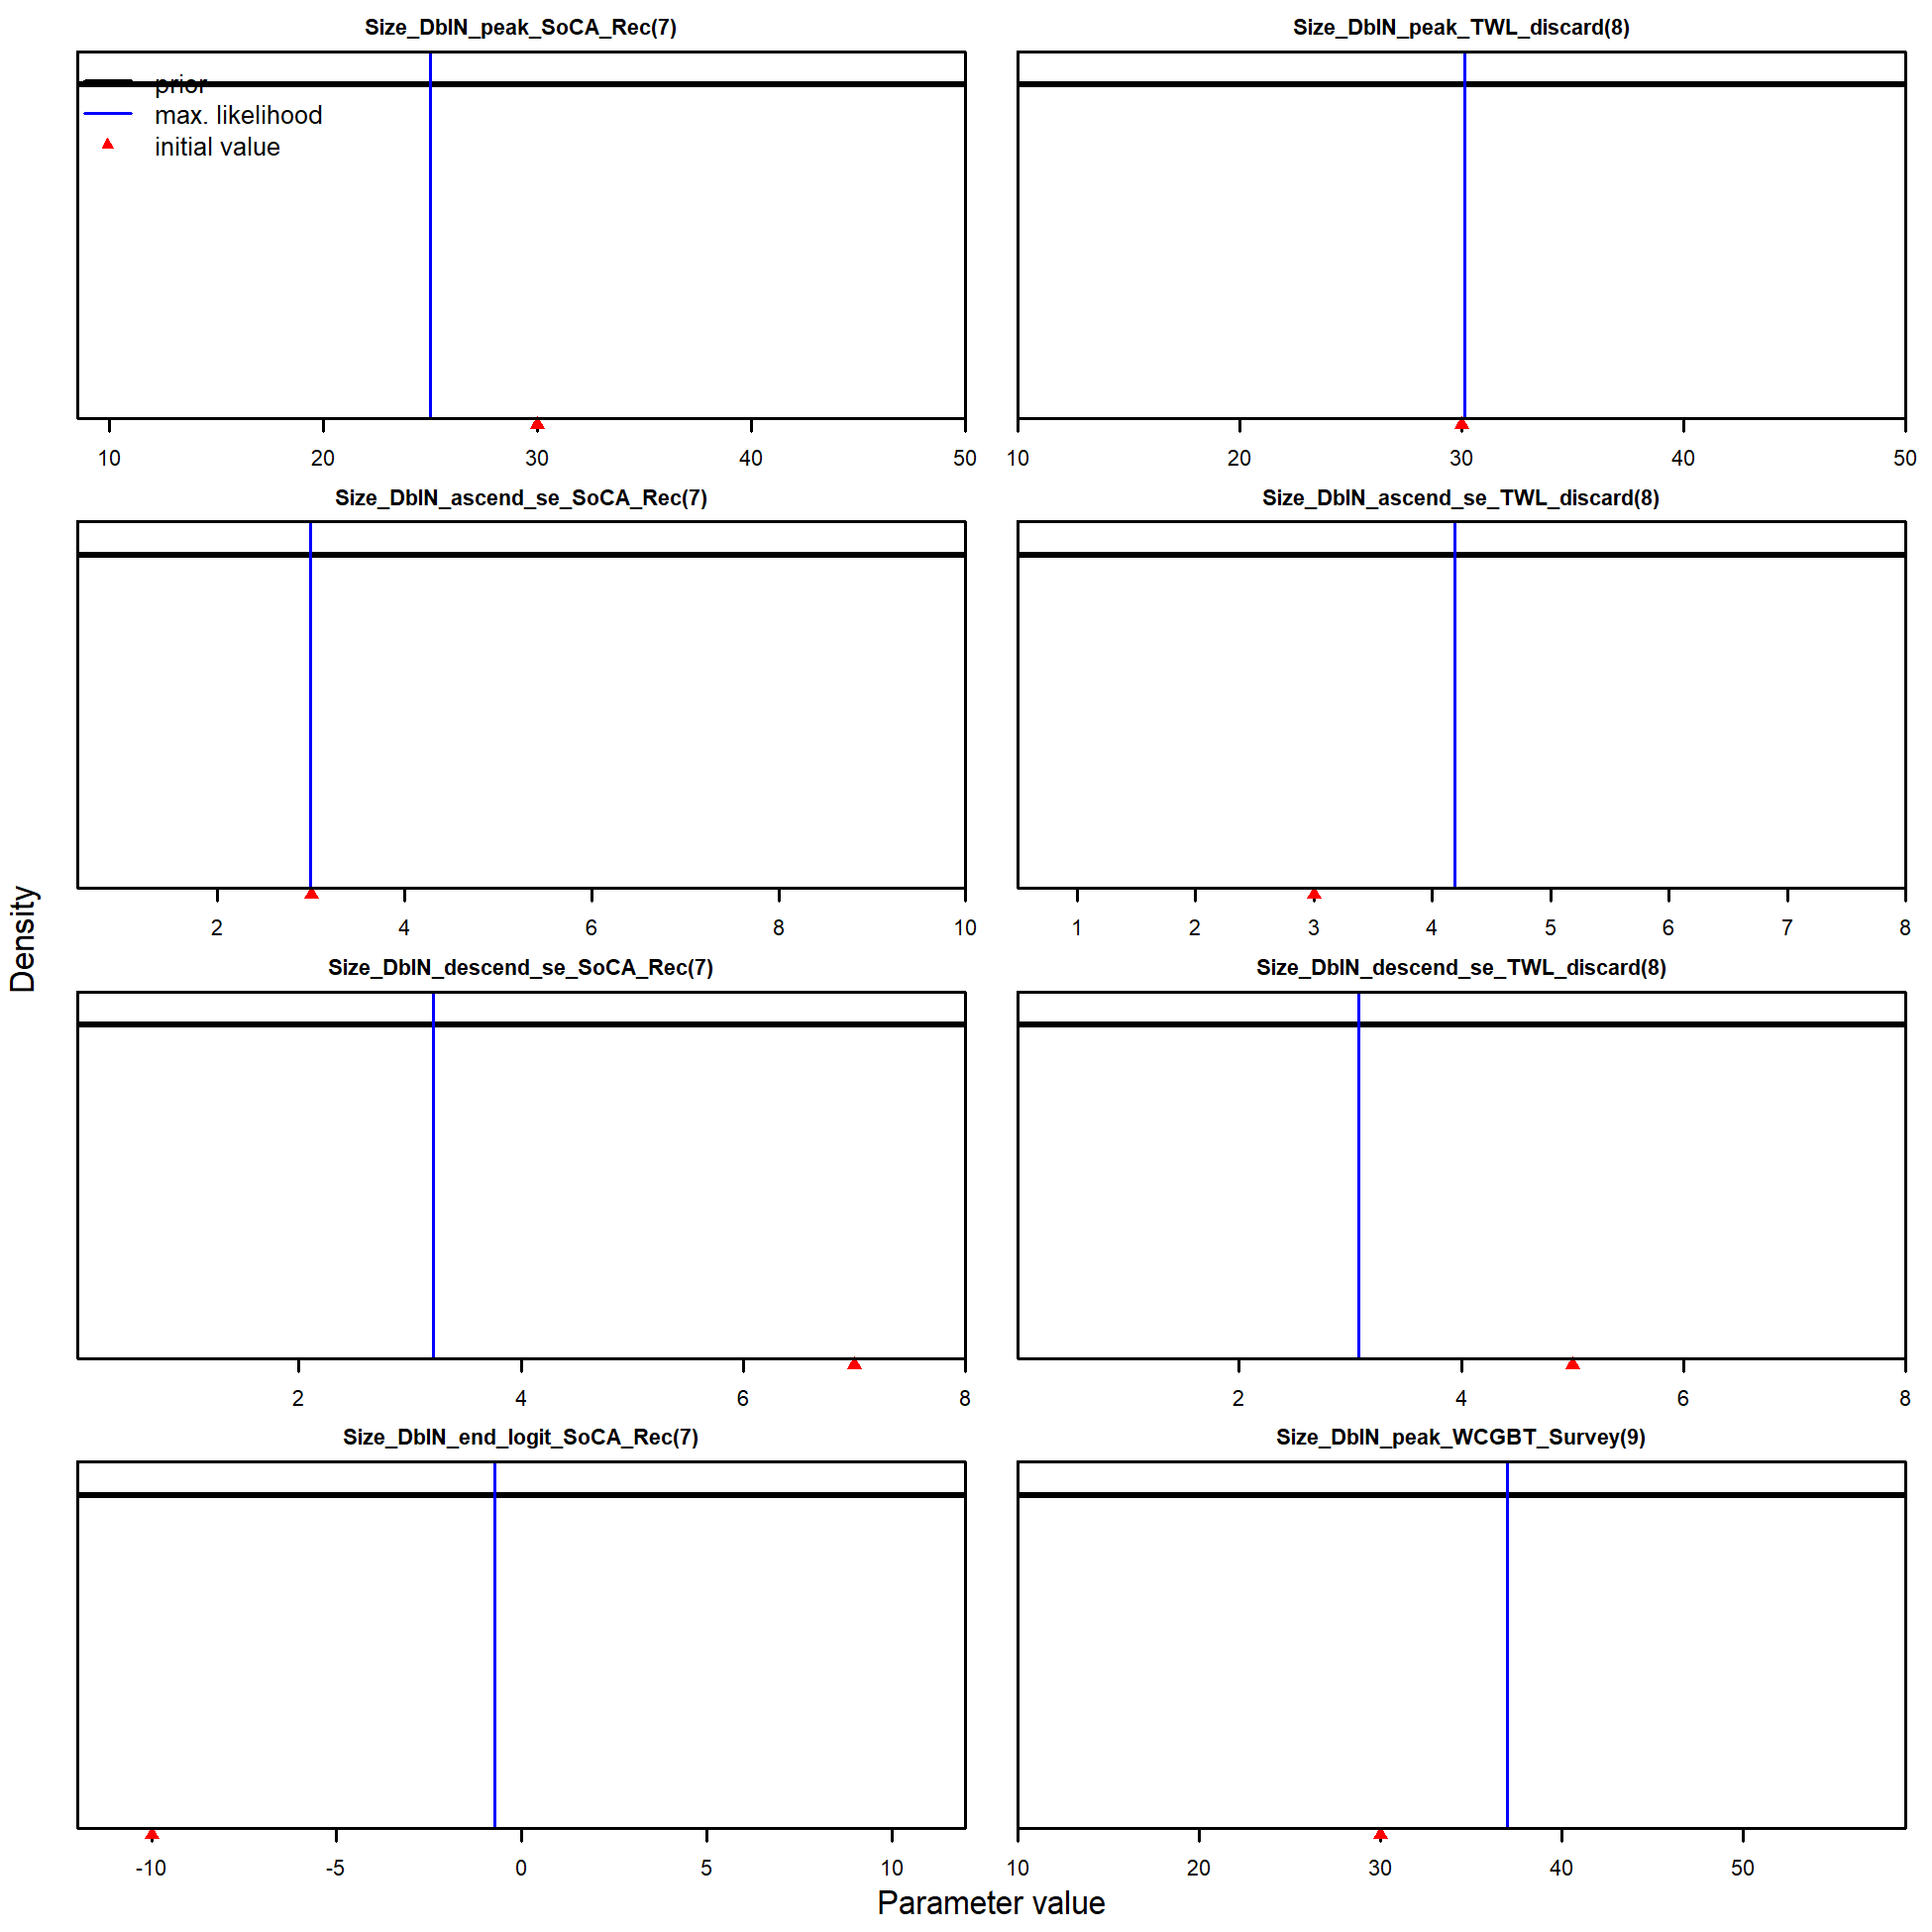 Size_DblN_peak_SoCA_Rec(7)
prior
max. likelihood
initial value
10 20 30 40 50
Size_DblN_peak_TWL_discard(8)
10 20 30 40 50
Size_DblN_ascend_se_SoCA_Rec(7)
2 4 6 8 10
Size_DblN_ascend_se_TWL_discard(8)
1 2 3 4 5 6 7 8
Size_DblN_descend_se_SoCA_Rec(7)
2 4 6 8
Size_DblN_descend_se_TWL_discard(8)
2 4 6 8
Size_DblN_end_logit_SoCA_Rec(7)
-10 -5 0 5 10
Size_DblN_peak_WCGBT_Survey(9)
10 20 30 40 50
Density
Parameter value